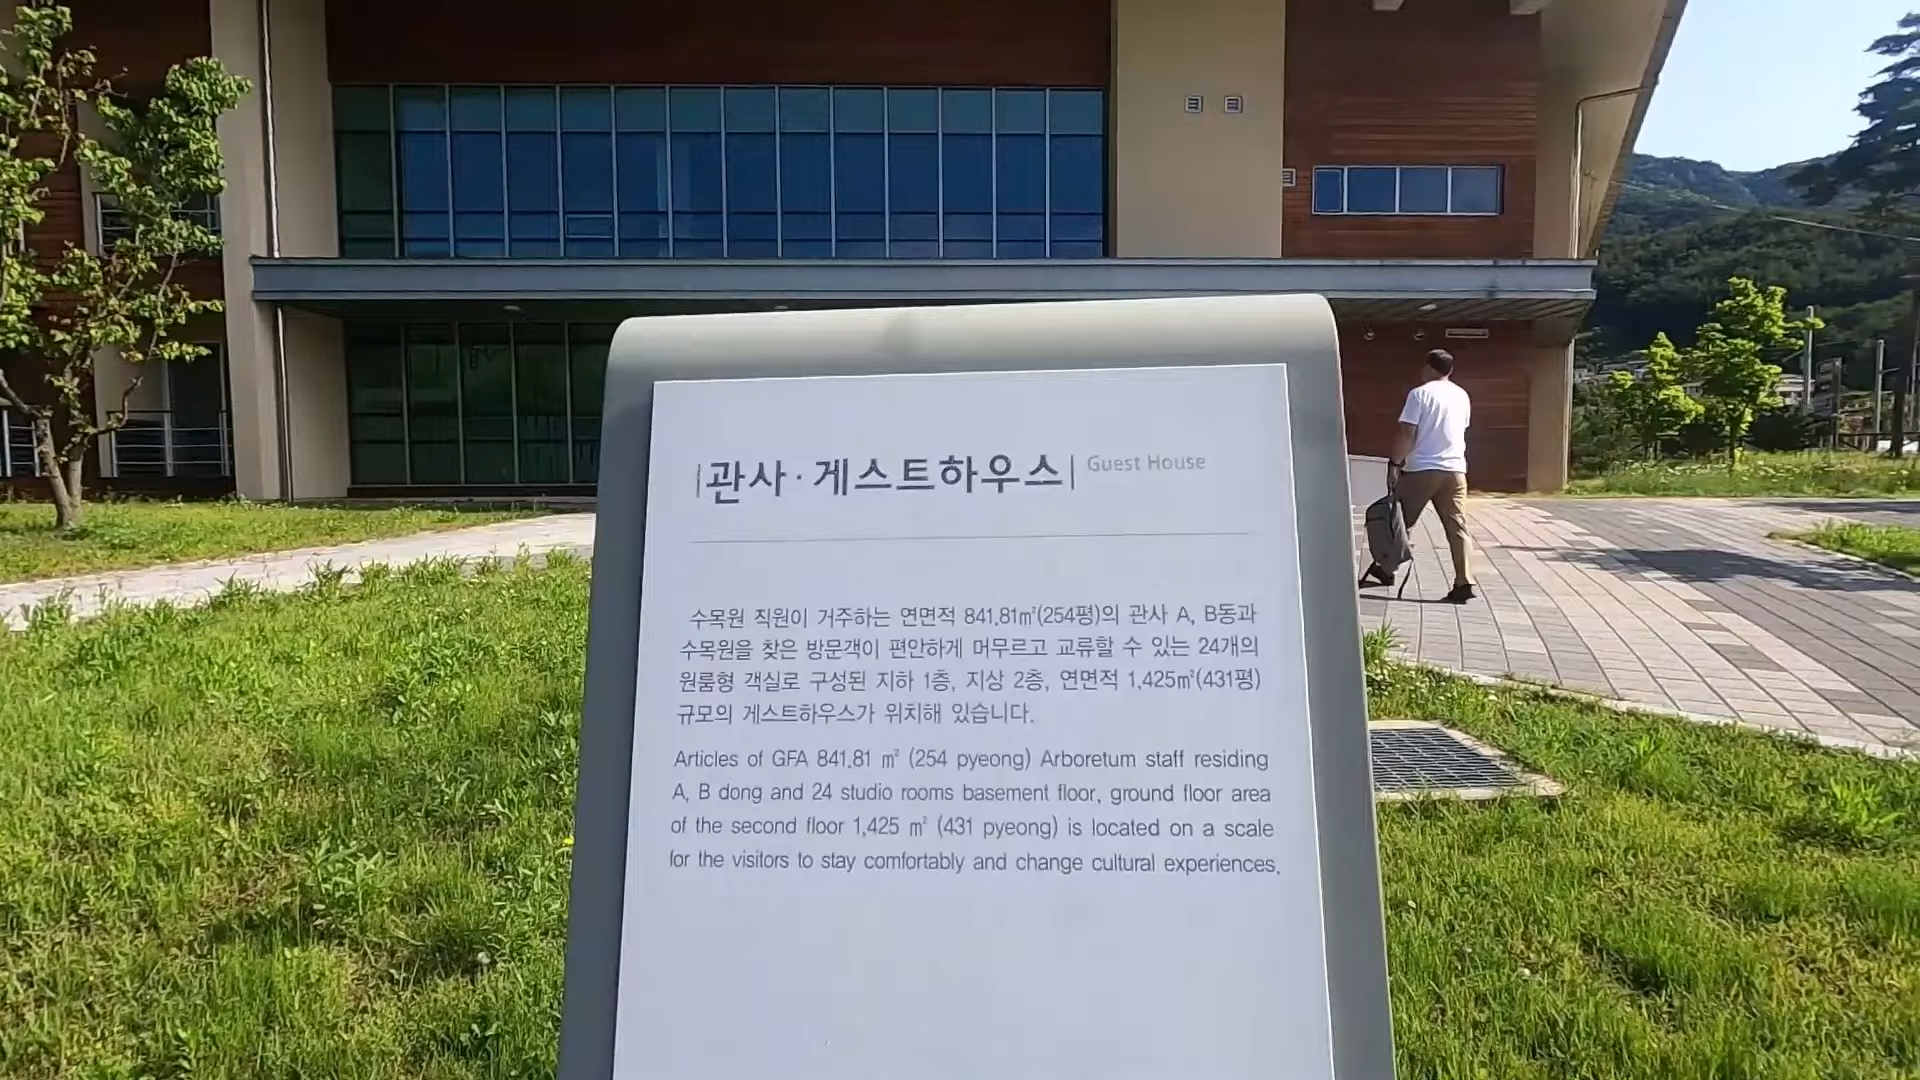 |관사·게스트하우스| Guest House
수목원 직원이 거주하는 연면적 841.81㎡(254평)의 관사 A, B동과
수목원을 찾은 방문객이 편안하게 머무르고 교류할 수 있는 24개의
원룸형 객실로 구성된 지하 1층, 지상 2층, 연면적 1,425㎡(431평)
규모의 게스트하우스가 위치해 있습니다.
Articles of GFA 841.81 ㎡ (254 pyeong) Arboretum staff residing
A, B dong and 24 studio rooms basement floor, ground floor area
of the second floor 1,425 ㎡ (431 pyeong) is located on a scale
for the visitors to stay comfortably and change cultural experiences.